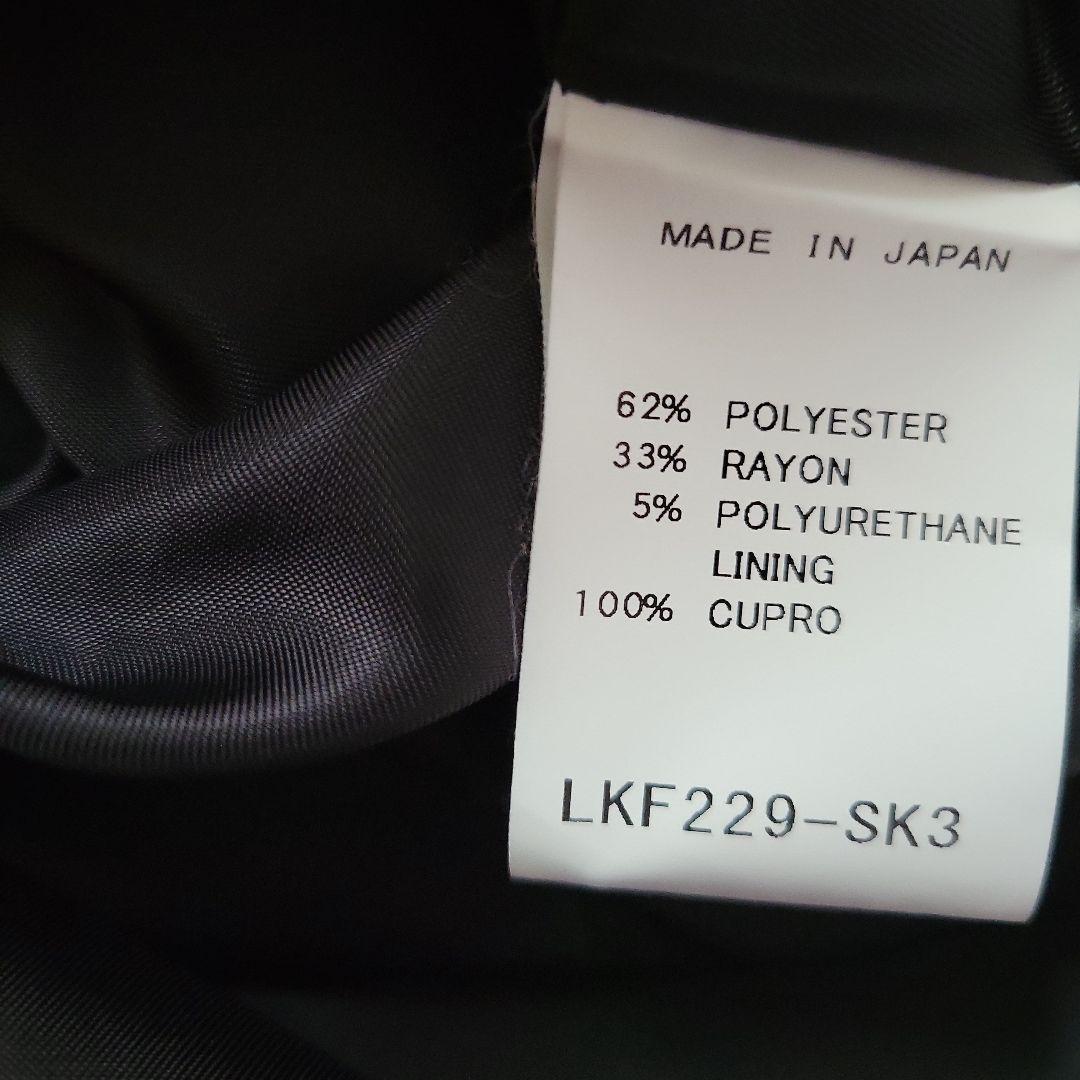 MADE IN JAPAN
62% POLYESTER
33% RAYON
5% POLYURETHANE
LINING
100% CUPRO
LKF229-SK3